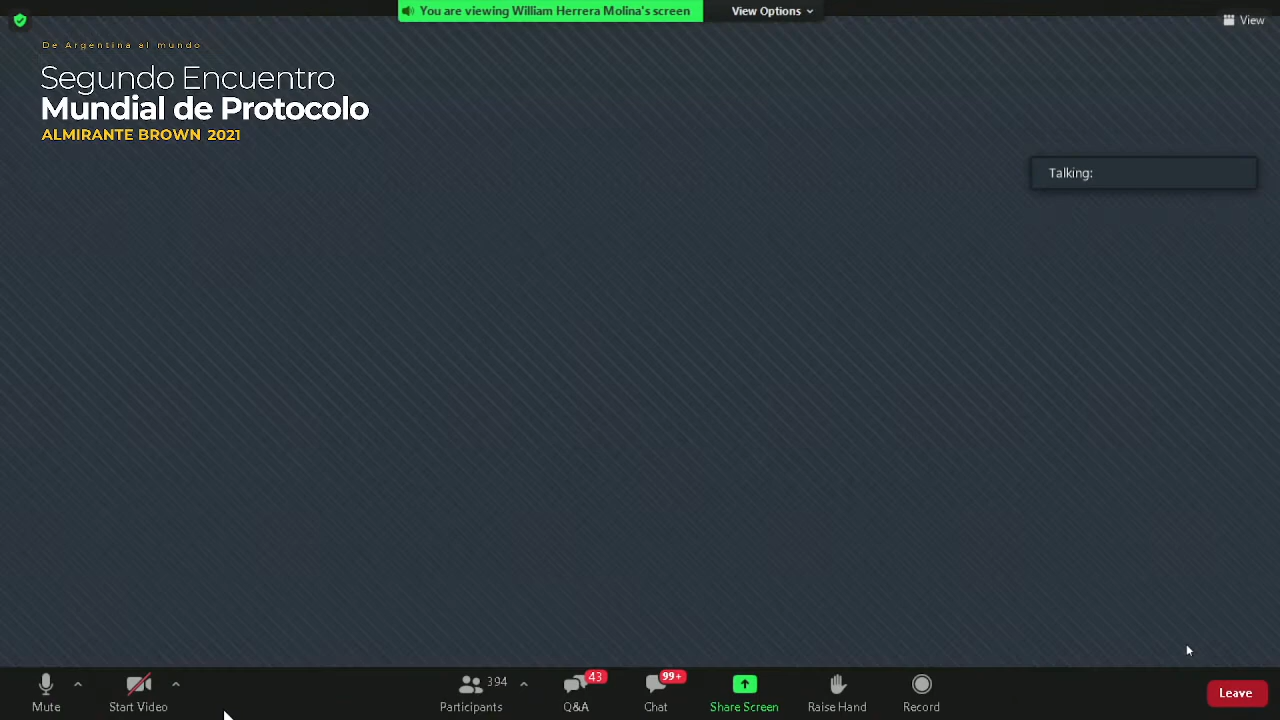 You are viewing William Herrera Molina's screen
View Options
View
De Argentina al mundo
Segundo Encuentro
Mundial de Protocolo
ALMIRANTE BROWN 2021
Talking:
Mute
Start Video
394
Participants
43
Q&A
99+
Chat
Share Screen
Raise Hand
Record
Leave